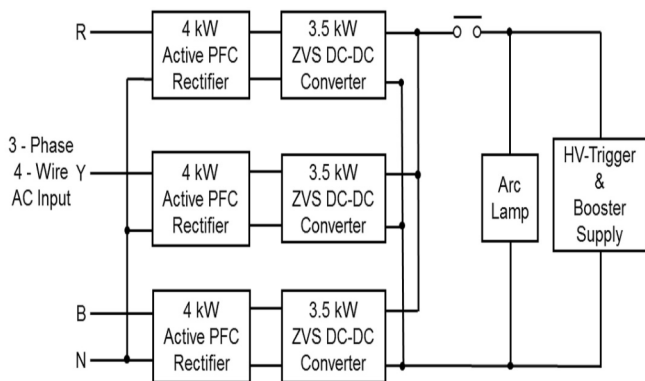 R
4 kW
Active PFC
Rectifier
3.5 kW
ZVS DC-DC
Converter
3 - Phase
4 - Wire
AC Input
Y
4 kW
Active PFC
Rectifier
3.5 kW
ZVS DC-DC
Converter
Arc
Lamp
HV-Trigger
&
Booster
Supply
B
N
4 kW
Active PFC
Rectifier
3.5 kW
ZVS DC-DC
Converter